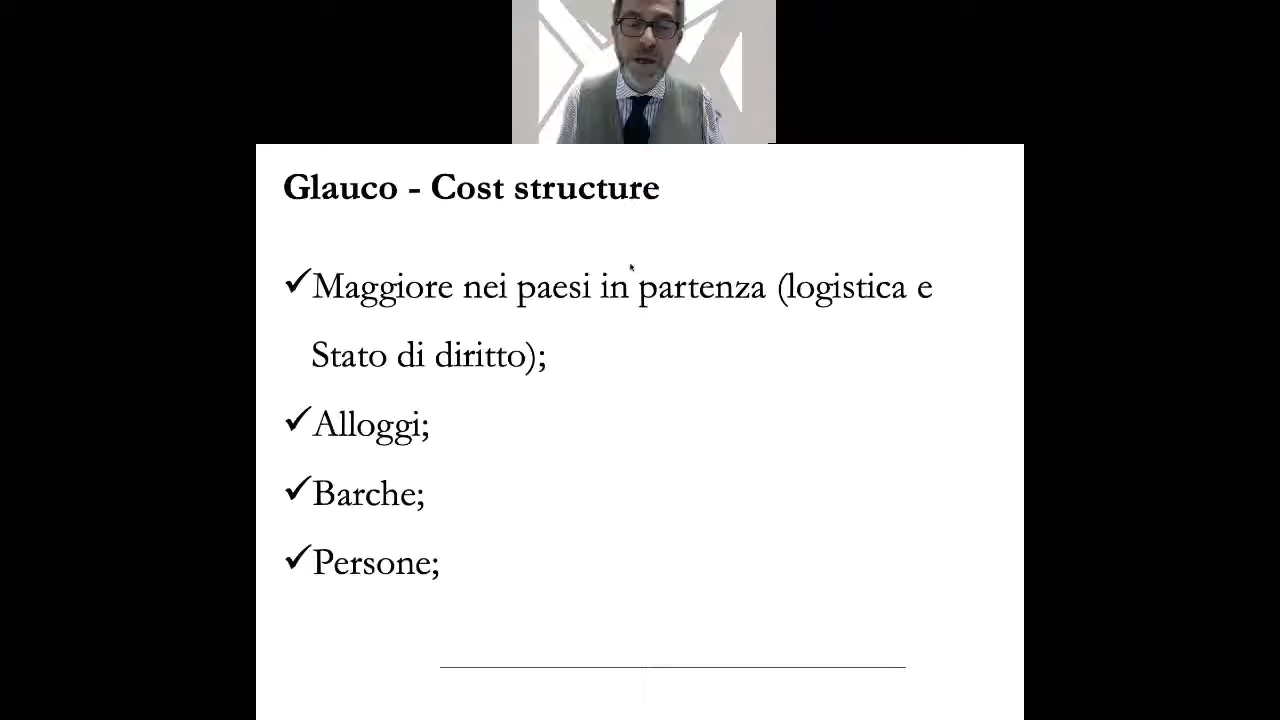 Glauco - Cost structure
✓Maggiore nei paesi in partenza (logistica e
Stato di diritto);
✓Alloggi;
✓Barche;
✓Persone;